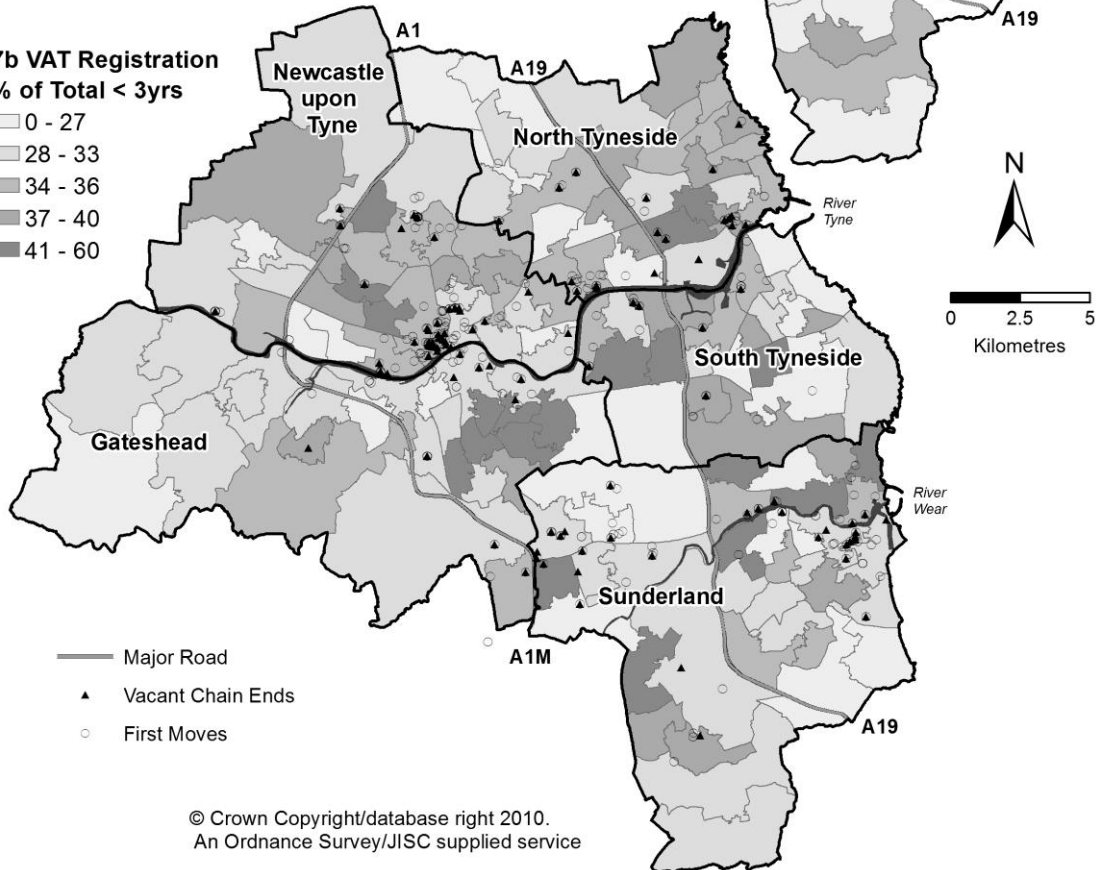 7b VAT Registration
% of Total < 3yrs
0 - 27
28 - 33
34 - 36
37 - 40
41 - 60
A1
A19
A19
Newcastle
upon
Tyne
North Tyneside
River
Tyne
N
0 2.5 5
Kilometres
South Tyneside
Gateshead
River
Wear
Sunderland
A1M
A19
Major Road
Vacant Chain Ends
First Moves
© Crown Copyright/database right 2010.
An Ordnance Survey/JISC supplied service